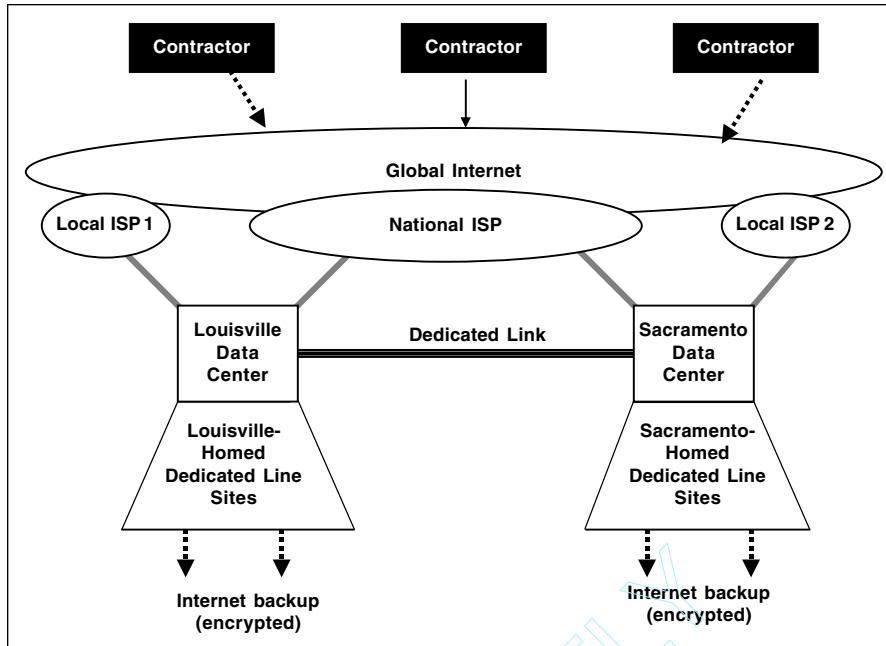 Contractor
Contractor
Contractor
Global Internet
Local ISP 1
National ISP
Local ISP 2
Louisville
Data
Center
Dedicated Link
Sacramento
Data
Center
Louisville-
Homed
Dedicated Line
Sites
Sacramento-
Homed
Dedicated Line
Sites
Internet backup
(encrypted)
Internet backup
(encrypted)